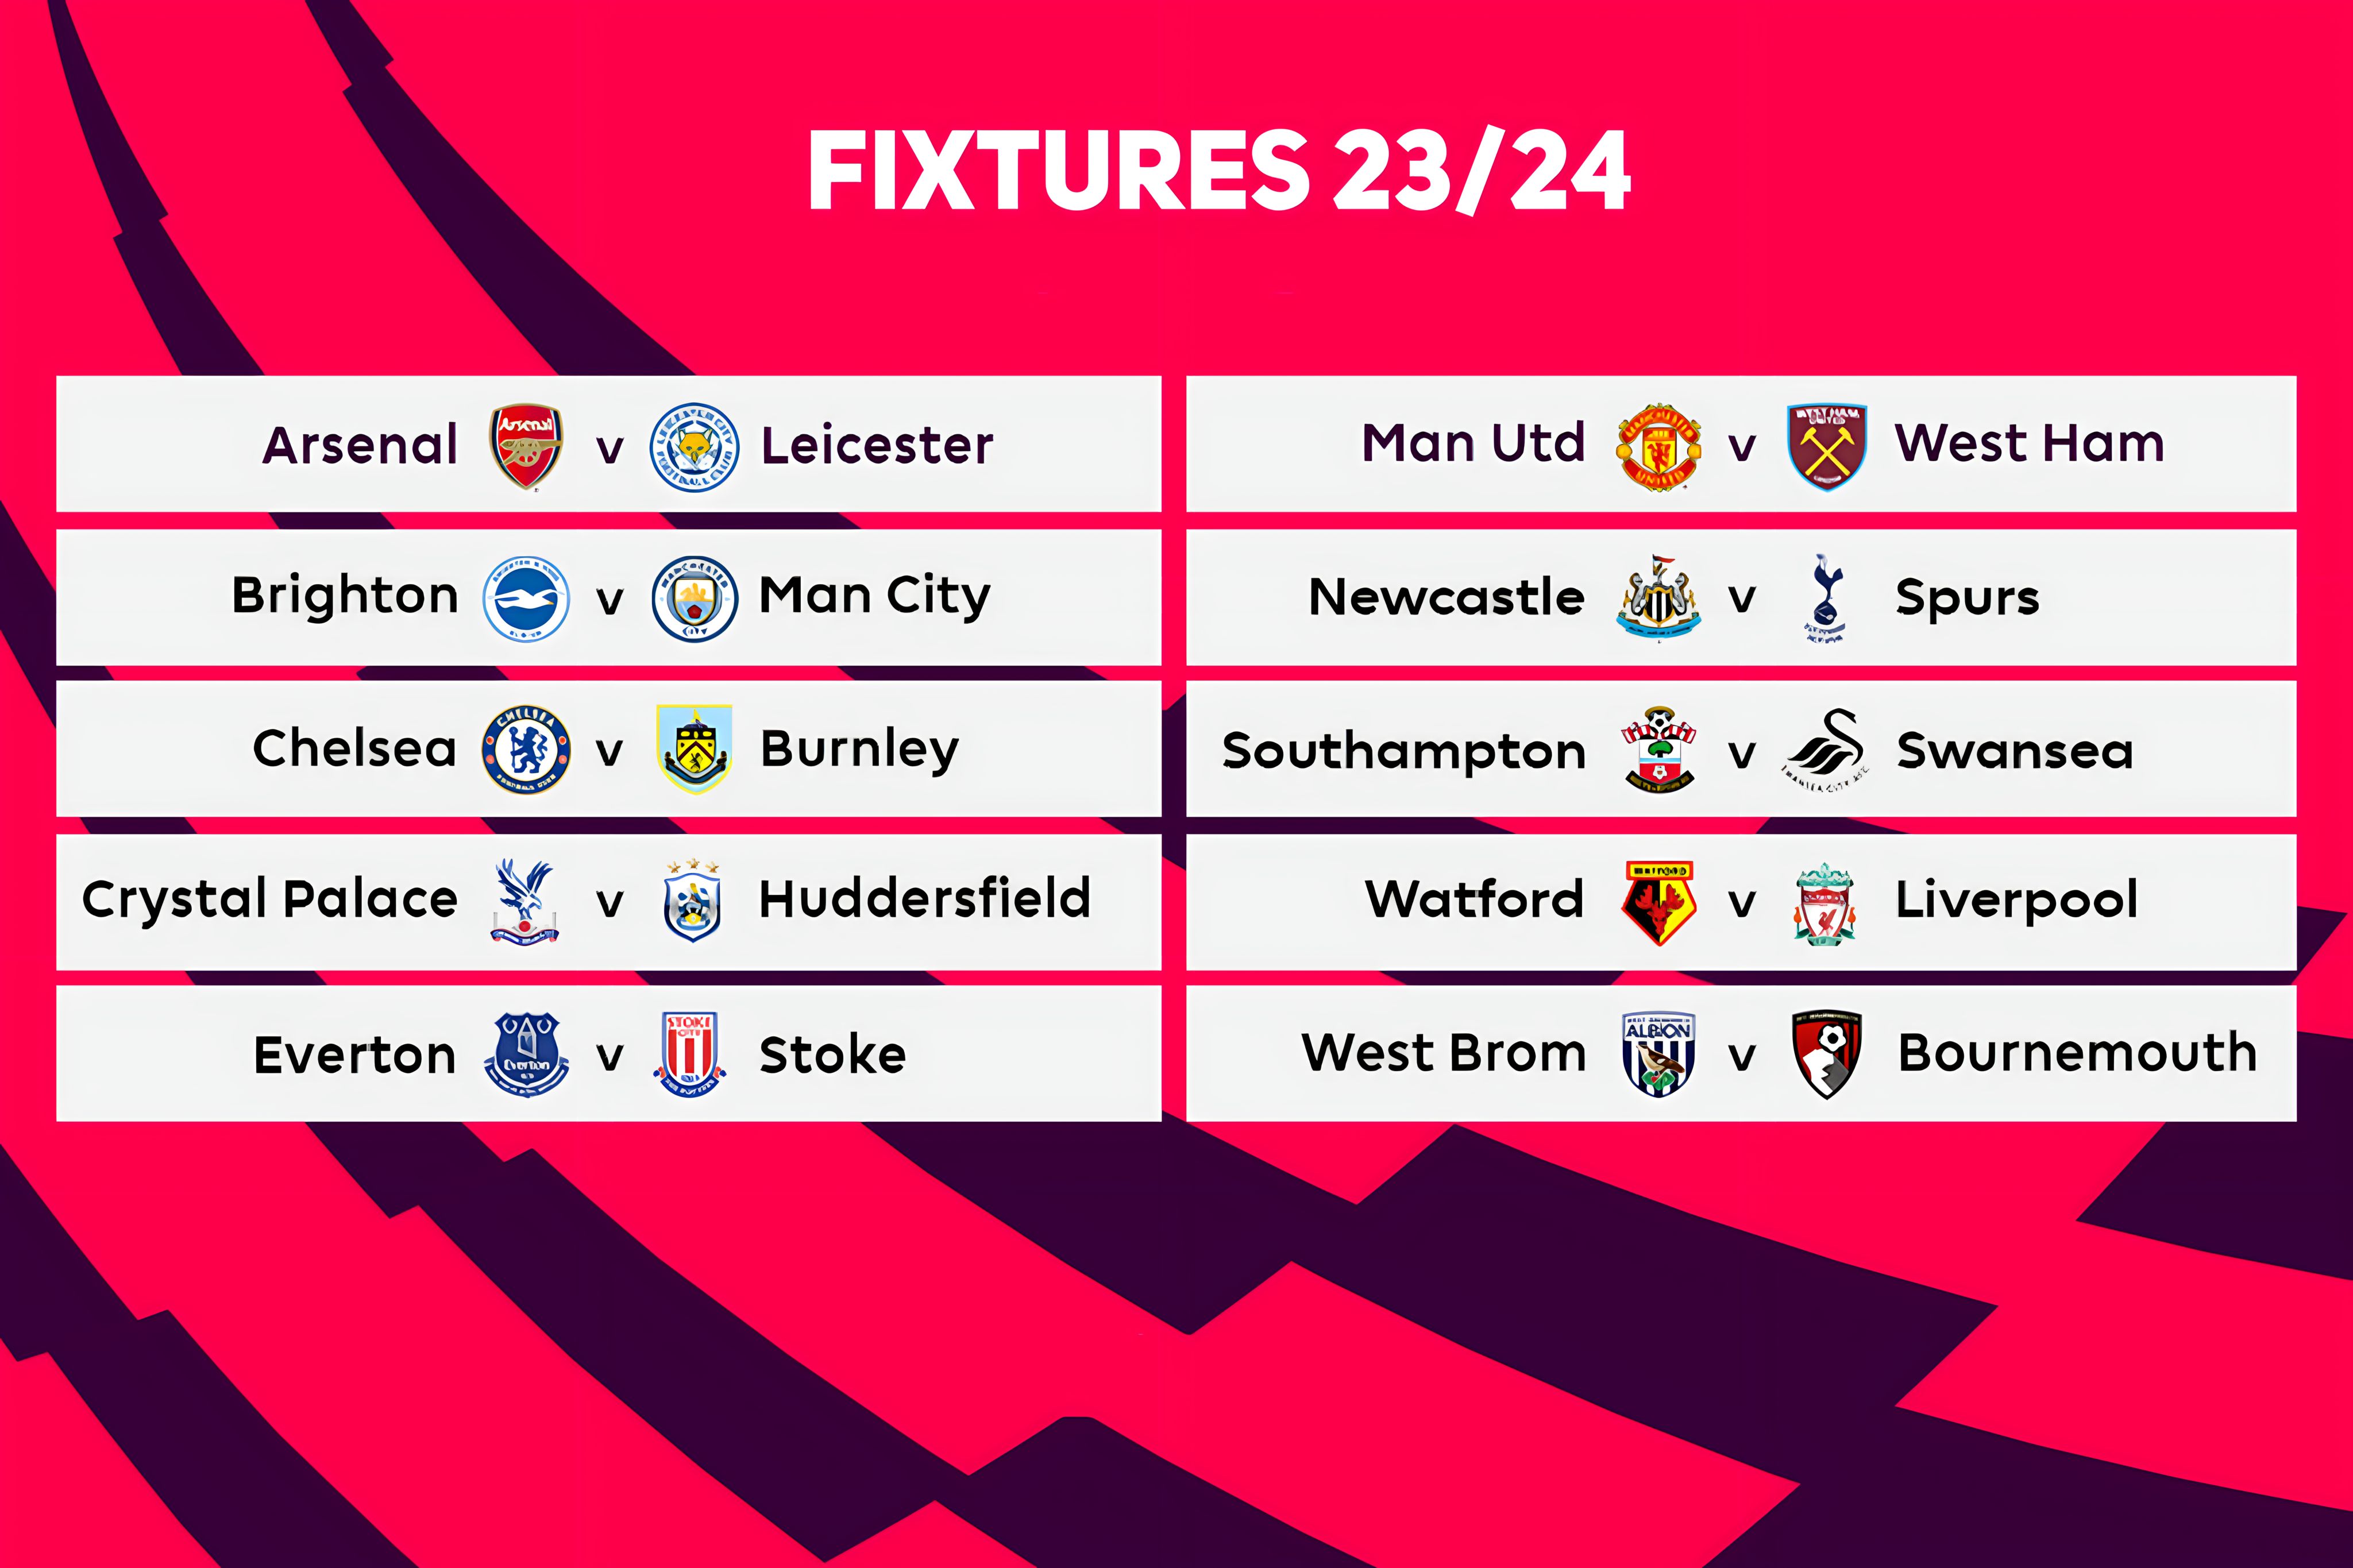 FIXTURES 23/24
Arsenal v Leicester
Brighton v Man City
Chelsea v Burnley
Crystal Palace v Huddersfield
Everton v Stoke
Man Utd v West Ham
Newcastle v Spurs
Southampton v Swansea
Watford v Liverpool
West Brom v Bournemouth